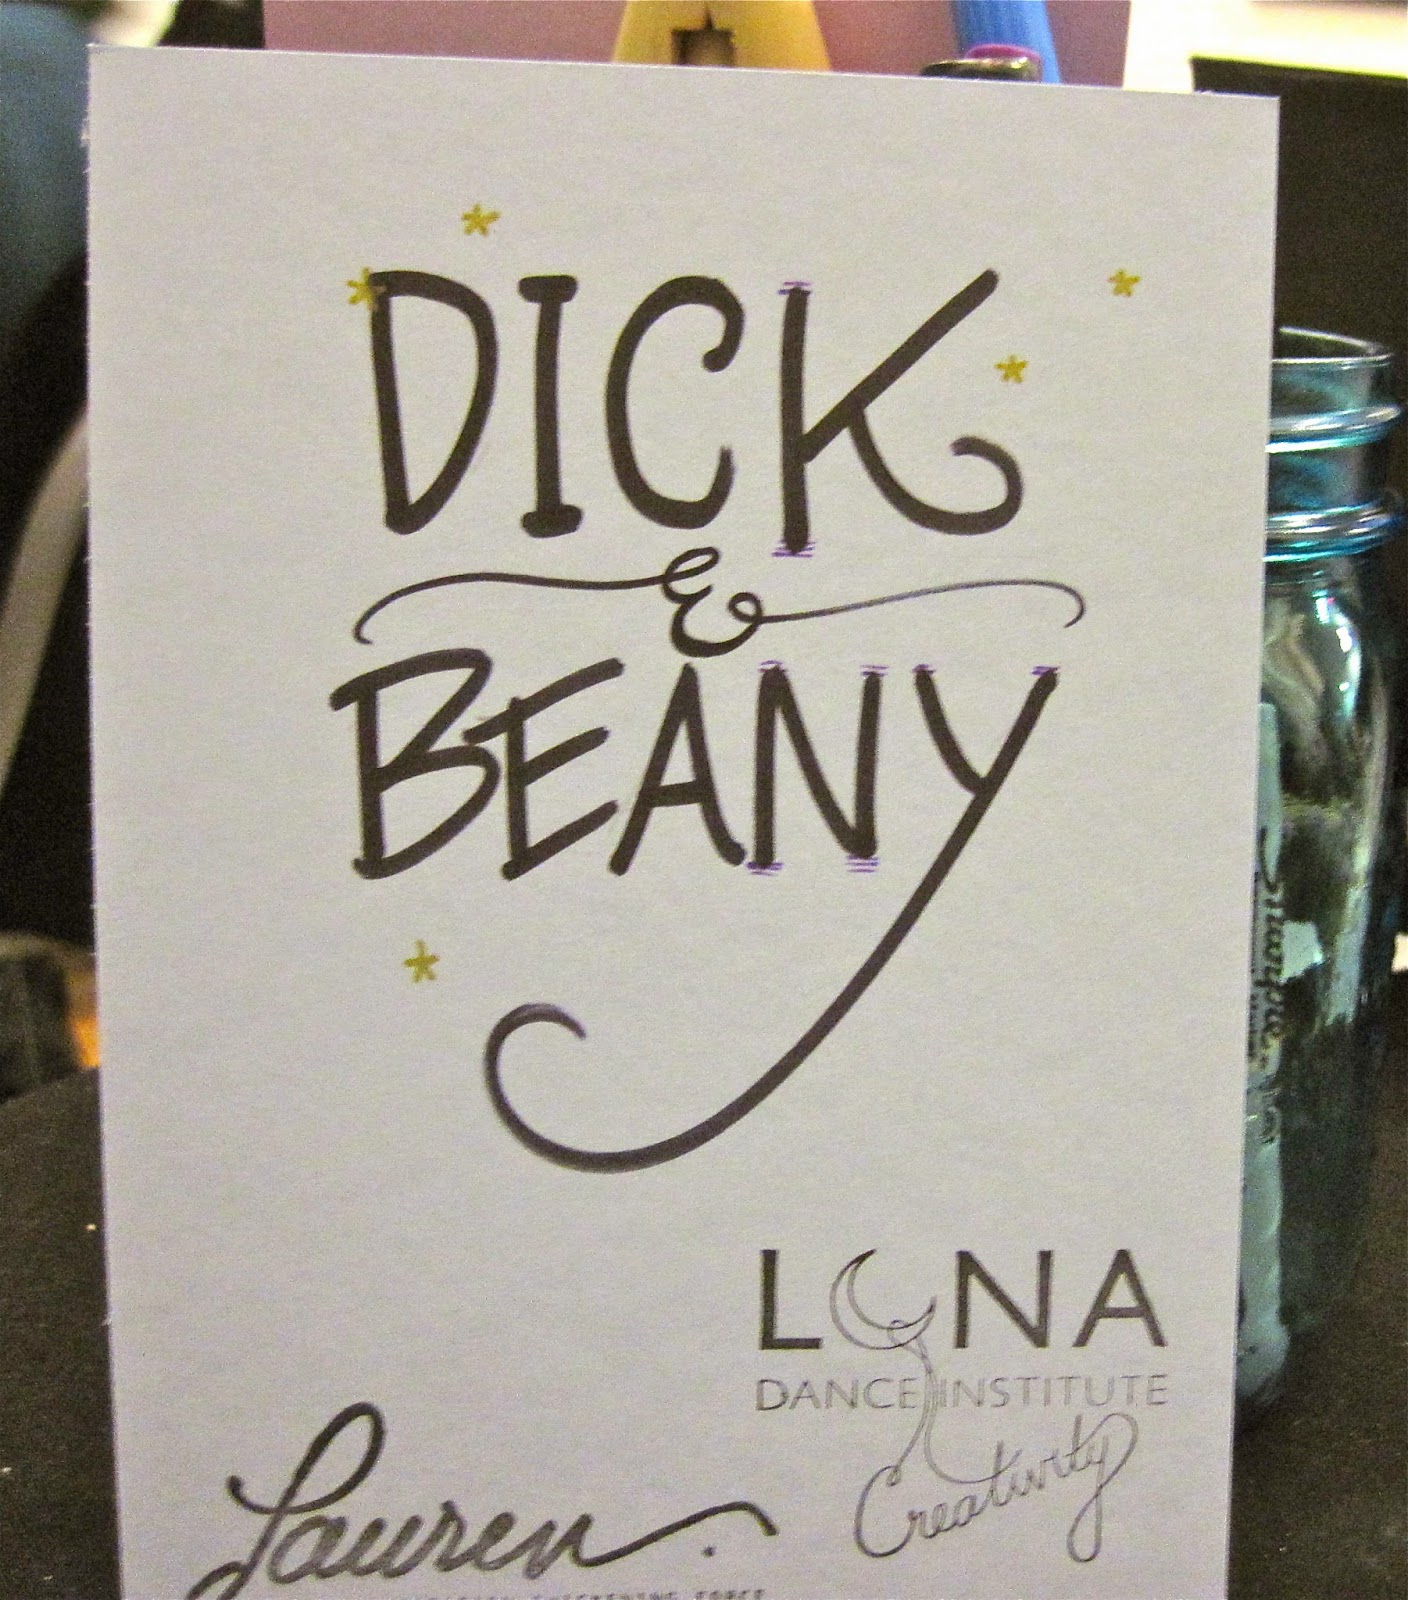 DICK
&
BEANY
LUNA
DANCE INSTITUTE
Creativity
Lauren.